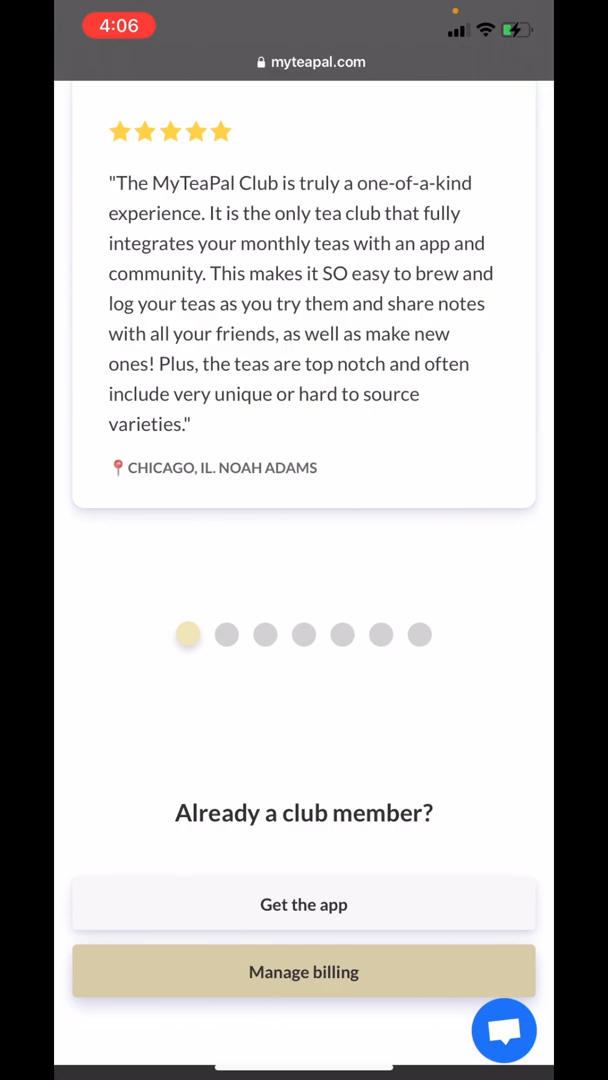 4:06
myteapal.com
"The MyTeaPal Club is truly a one-of-a-kind
experience. It is the only tea club that fully
integrates your monthly teas with an app and
community. This makes it SO easy to brew and
log your teas as you try them and share notes
with all your friends, as well as make new
ones! Plus, the teas are top notch and often
include very unique or hard to source
varieties."
CHICAGO, IL. NOAH ADAMS
Already a club member?
Get the app
Manage billing